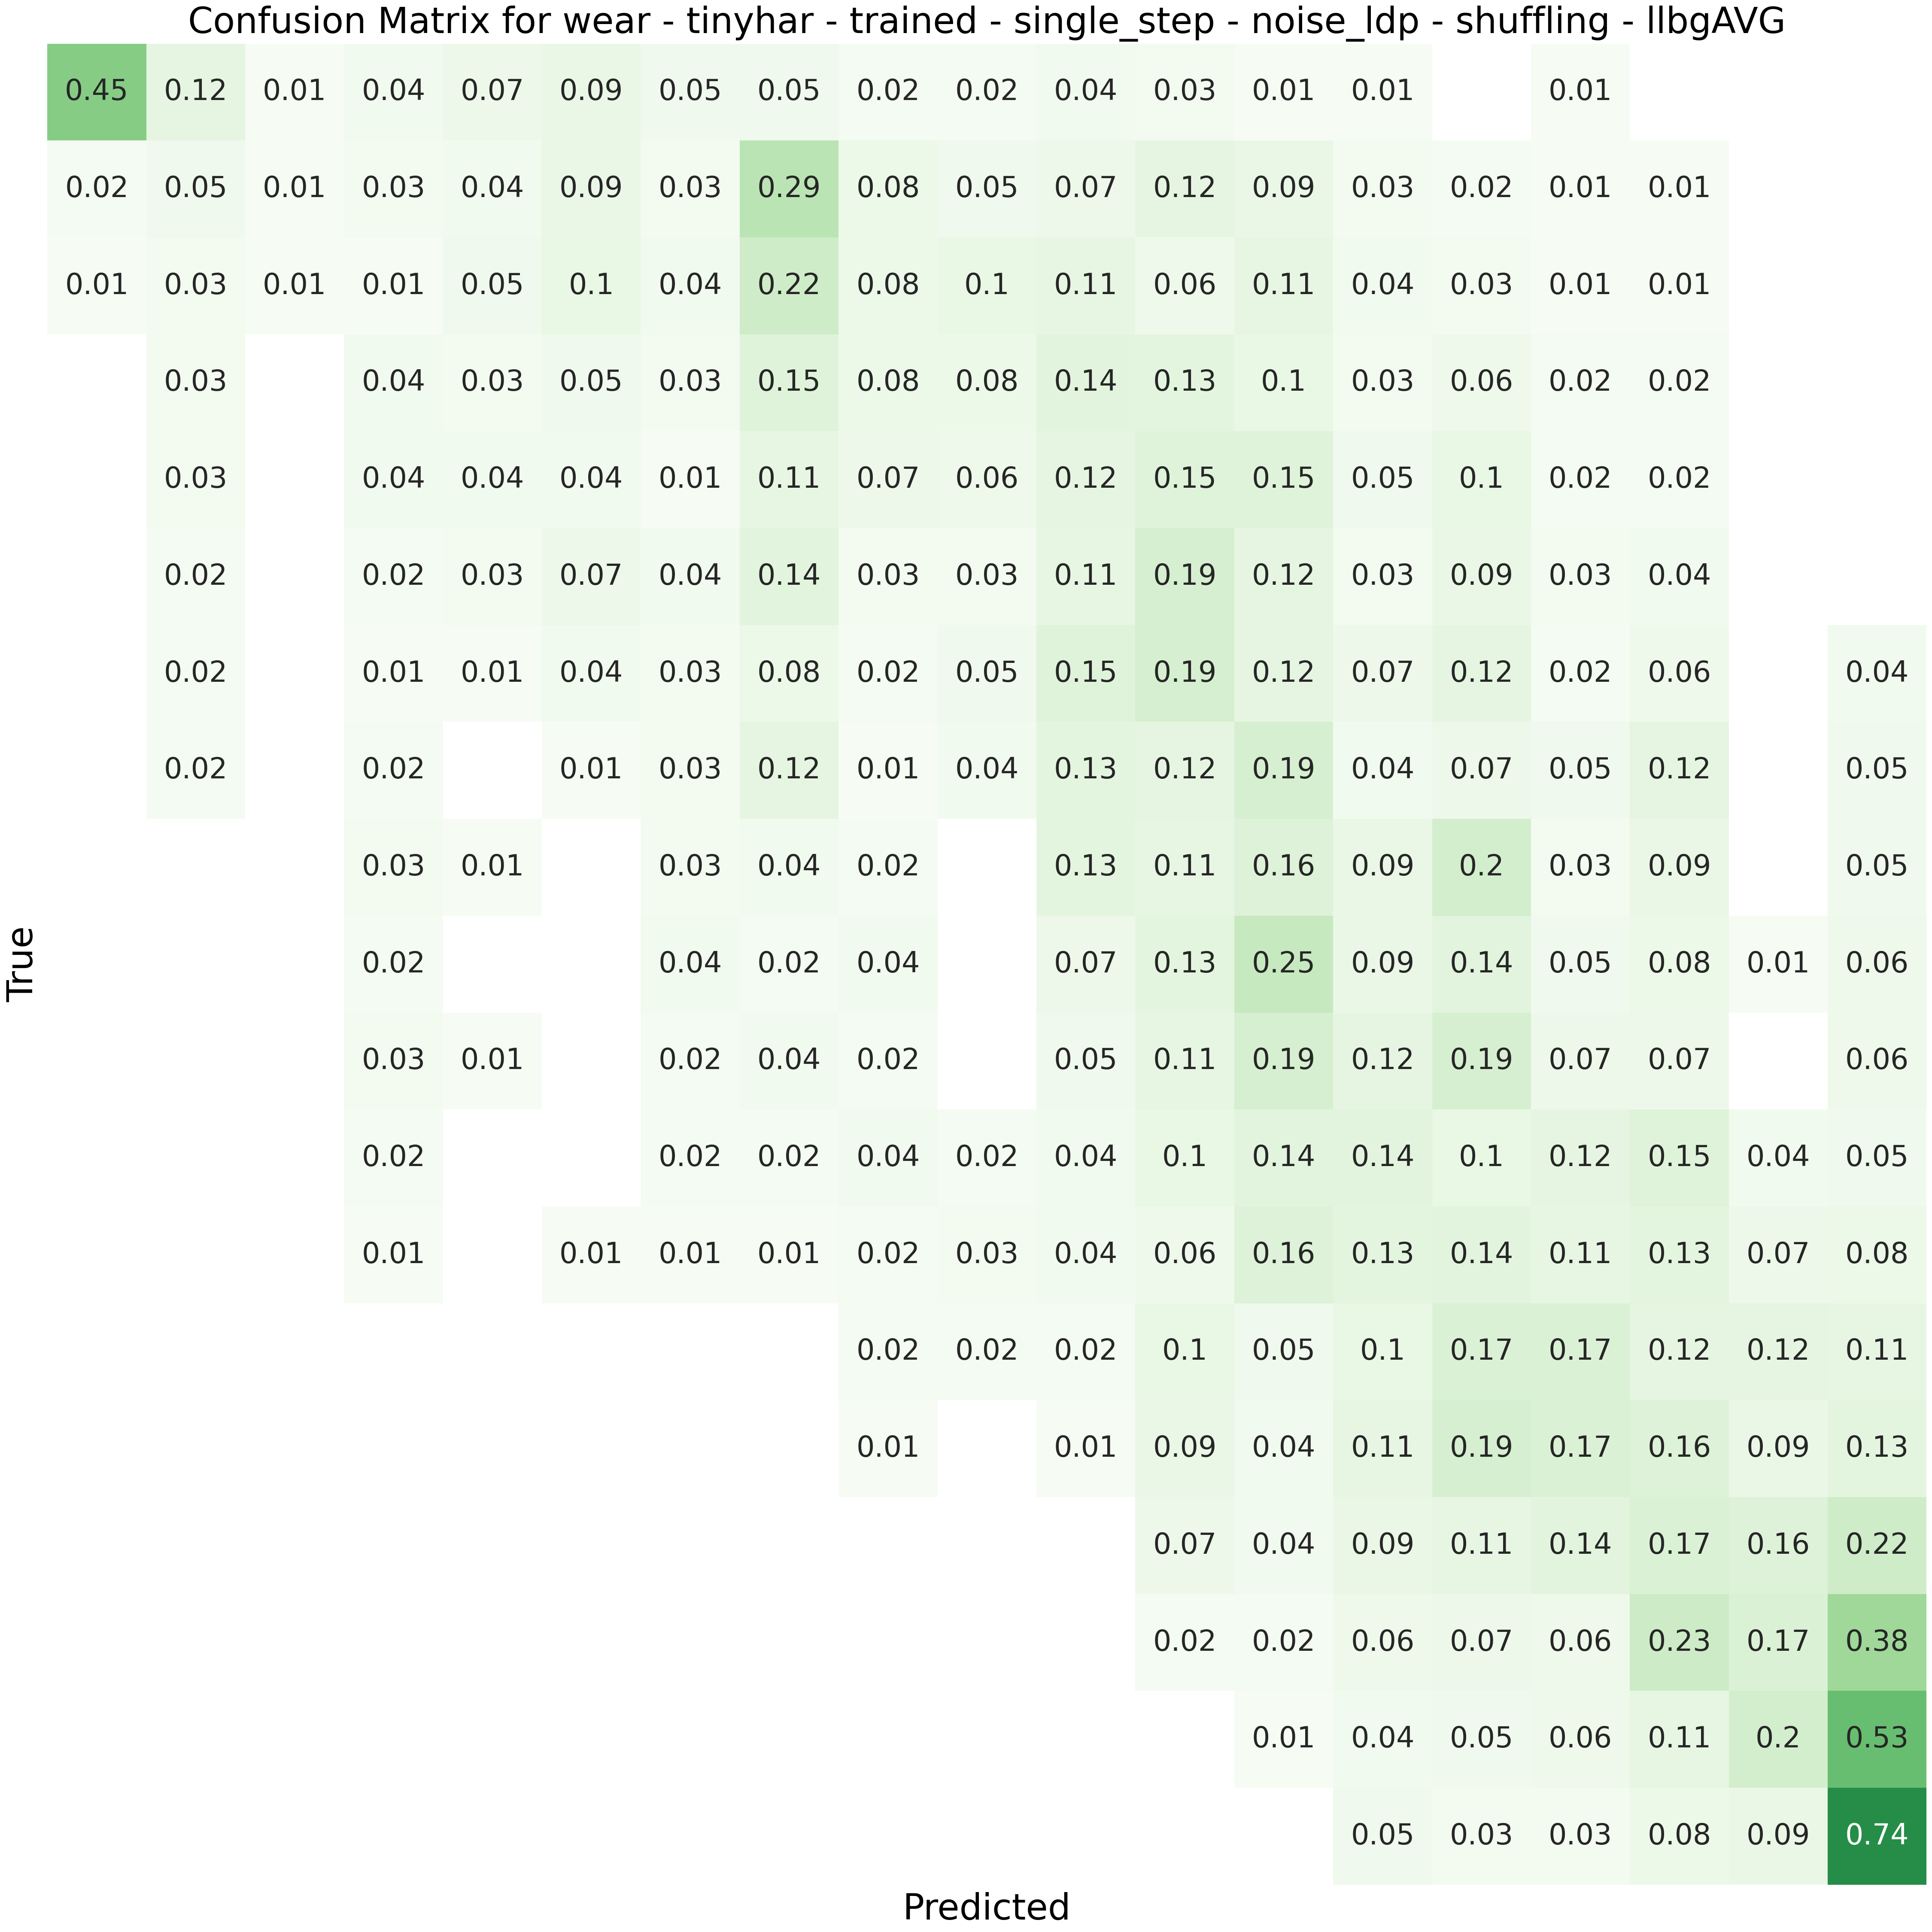 Confusion Matrix for wear - tinyhar - trained - single_step - noise_ldp - shuffling - llbgAVG
0.45 0.12 0.01 0.04 0.07 0.09 0.05 0.05 0.02 0.02 0.04 0.03 0.01 0.01 0.01
0.02 0.05 0.01 0.03 0.04 0.09 0.03 0.29 0.08 0.05 0.07 0.12 0.09 0.03 0.02 0.01 0.01
0.01 0.03 0.01 0.01 0.05 0.1 0.04 0.22 0.08 0.1 0.11 0.06 0.11 0.04 0.03 0.01 0.01
0.03 0.04 0.03 0.05 0.03 0.15 0.08 0.08 0.14 0.13 0.1 0.03 0.06 0.02 0.02
0.03 0.04 0.04 0.04 0.01 0.11 0.07 0.06 0.12 0.15 0.15 0.05 0.1 0.02 0.02
0.02 0.02 0.03 0.07 0.04 0.14 0.03 0.03 0.11 0.19 0.12 0.03 0.09 0.03 0.04
0.02 0.01 0.01 0.04 0.03 0.08 0.02 0.05 0.15 0.19 0.12 0.07 0.12 0.02 0.06 0.04
0.02 0.02 0.01 0.03 0.12 0.01 0.04 0.13 0.12 0.19 0.04 0.07 0.05 0.12 0.05
0.03 0.01 0.03 0.04 0.02 0.13 0.11 0.16 0.09 0.2 0.03 0.09 0.05
0.02 0.04 0.02 0.04 0.07 0.13 0.25 0.09 0.14 0.05 0.08 0.01 0.06
0.03 0.01 0.02 0.04 0.02 0.05 0.11 0.19 0.12 0.19 0.07 0.07 0.06
0.02 0.02 0.02 0.04 0.02 0.04 0.1 0.14 0.14 0.1 0.12 0.15 0.04 0.05
0.01 0.01 0.01 0.01 0.02 0.03 0.04 0.06 0.16 0.13 0.14 0.11 0.13 0.07 0.08
0.02 0.02 0.02 0.1 0.05 0.1 0.17 0.17 0.12 0.12 0.11
0.01 0.01 0.09 0.04 0.11 0.19 0.17 0.16 0.09 0.13
0.07 0.04 0.09 0.11 0.14 0.17 0.16 0.22
0.02 0.02 0.06 0.07 0.06 0.23 0.17 0.38
0.01 0.04 0.05 0.06 0.11 0.2 0.53
0.05 0.03 0.03 0.08 0.09 0.74
True
Predicted